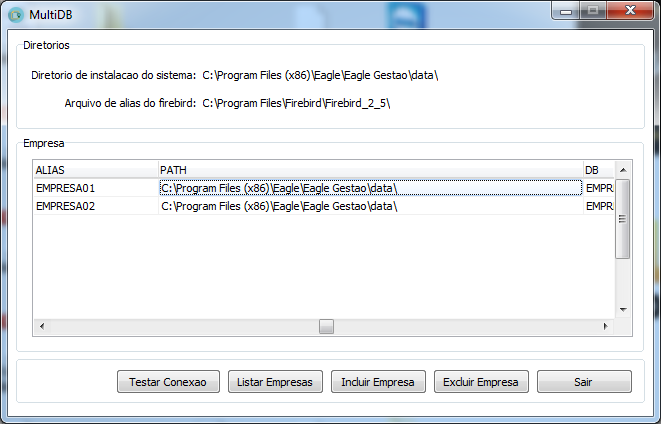 MultiDB
Diretorios
Diretorio de instalacao do sistema: C:\Program Files (x86)\Eagle\Eagle Gestao\data\
Arquivo de alias do firebird: C:\Program Files\Firebird\Firebird_2_5\
Empresa
ALIAS PATH DB
EMPRESA01 C:\Program Files (x86)\Eagle\Eagle Gestao\data\ EMPR
EMPRESA02 C:\Program Files (x86)\Eagle\Eagle Gestao\data\ EMPR
Testar Conexao Listar Empresas Incluir Empresa Excluir Empresa Sair